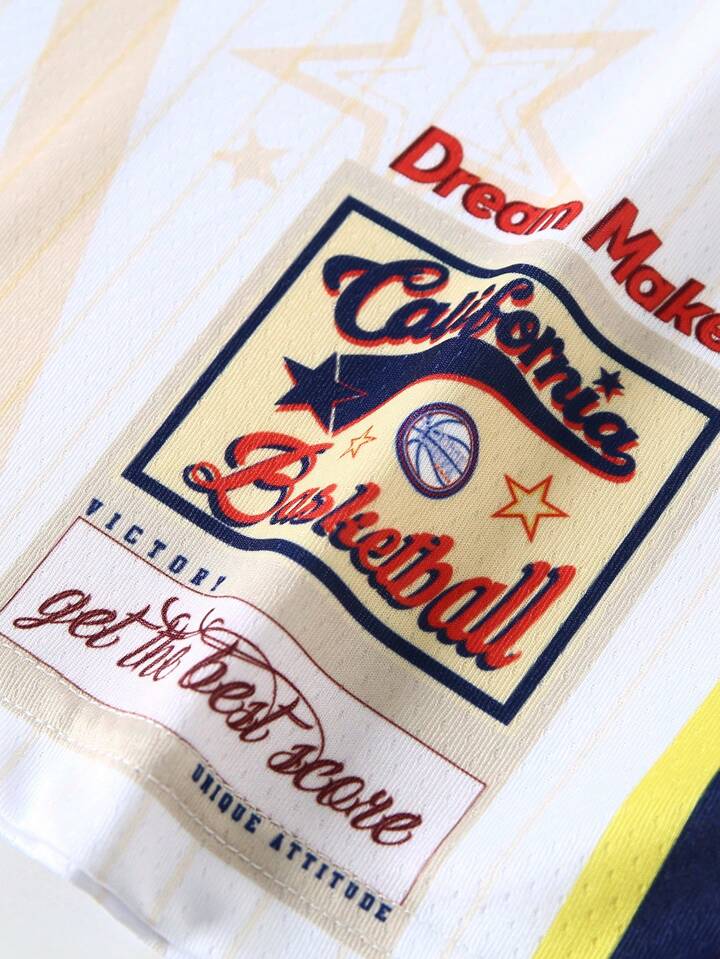 Dream Make
California
Basketball
VICTORY
get the best score
UNIQUE ATTITUDE